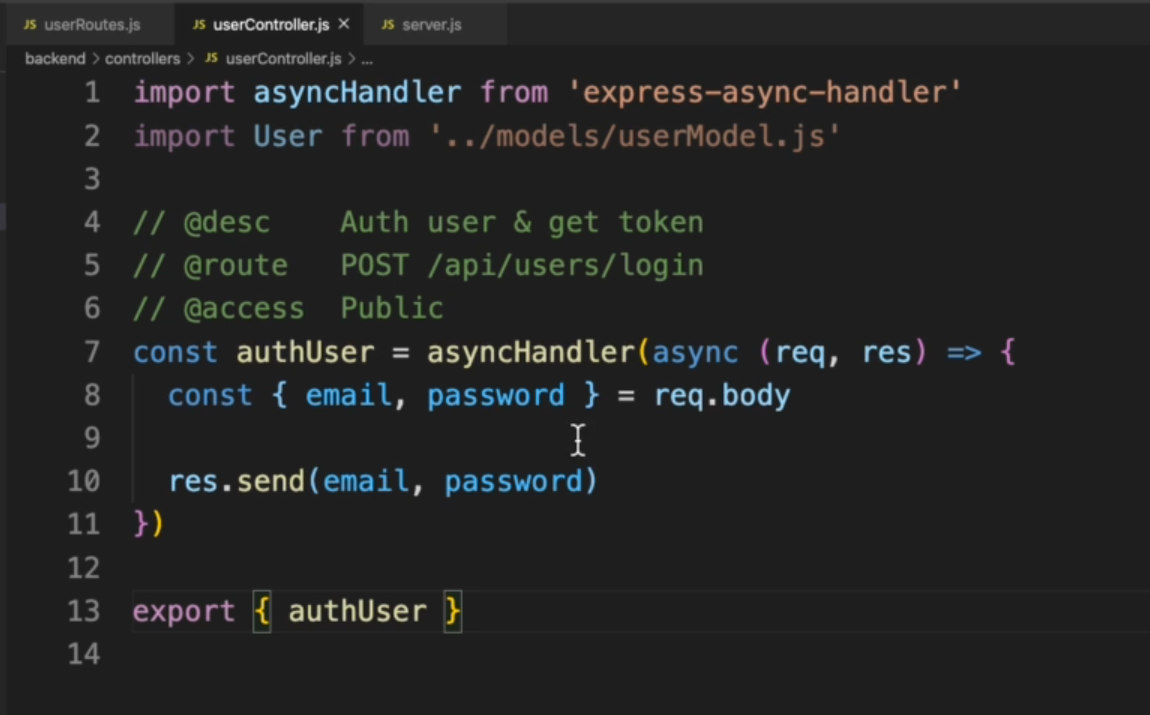 JS userRoutes.js JS userController.js × JS server.js
backend > controllers > JS userController.js > ...
1 import asyncHandler from 'express-async-handler'
2 import User from '../models/userModel.js'
3
4 // @desc    Auth user & get token
5 // @route   POST /api/users/login
6 // @access  Public
7 const authUser = asyncHandler(async (req, res) => {
8   const { email, password } = req.body
9
10   res.send(email, password)
11 })
12
13 export { authUser }
14